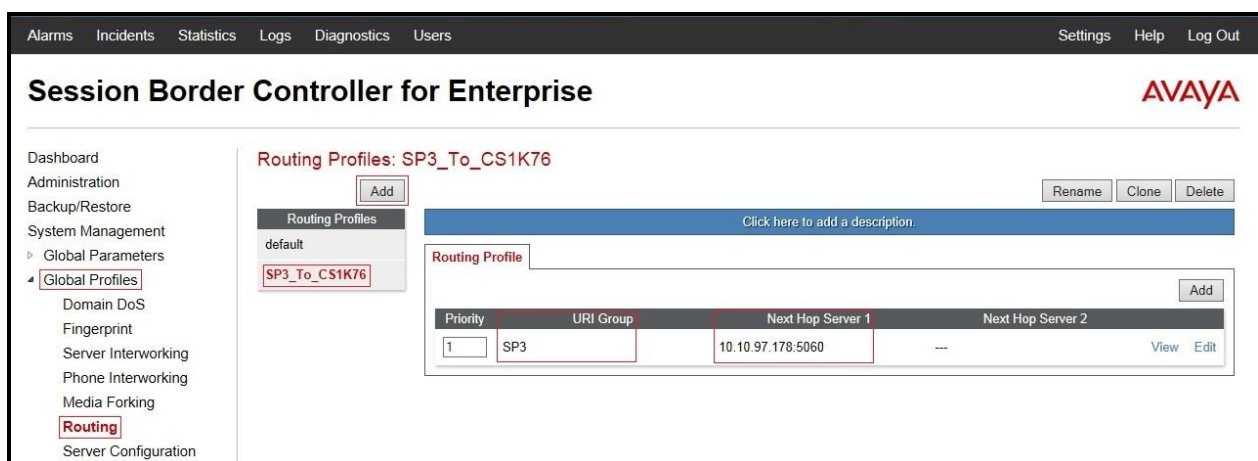 Alarms Incidents Statistics Logs Diagnostics Users Settings Help Log Out
Session Border Controller for Enterprise
AVAYA
Dashboard
Administration
Backup/Restore
System Management
Global Parameters
Global Profiles
Domain DoS
Fingerprint
Server Interworking
Phone Interworking
Media Forking
Routing
Server Configuration
Routing Profiles: SP3_To_CS1K76
Add
Rename Clone Delete
Routing Profiles
default
SP3_To_CS1K76
Click here to add a description.
Routing Profile
Add
Priority URI Group Next Hop Server 1 Next Hop Server 2
1 SP3 10.10.97.178:5060 --- View Edit